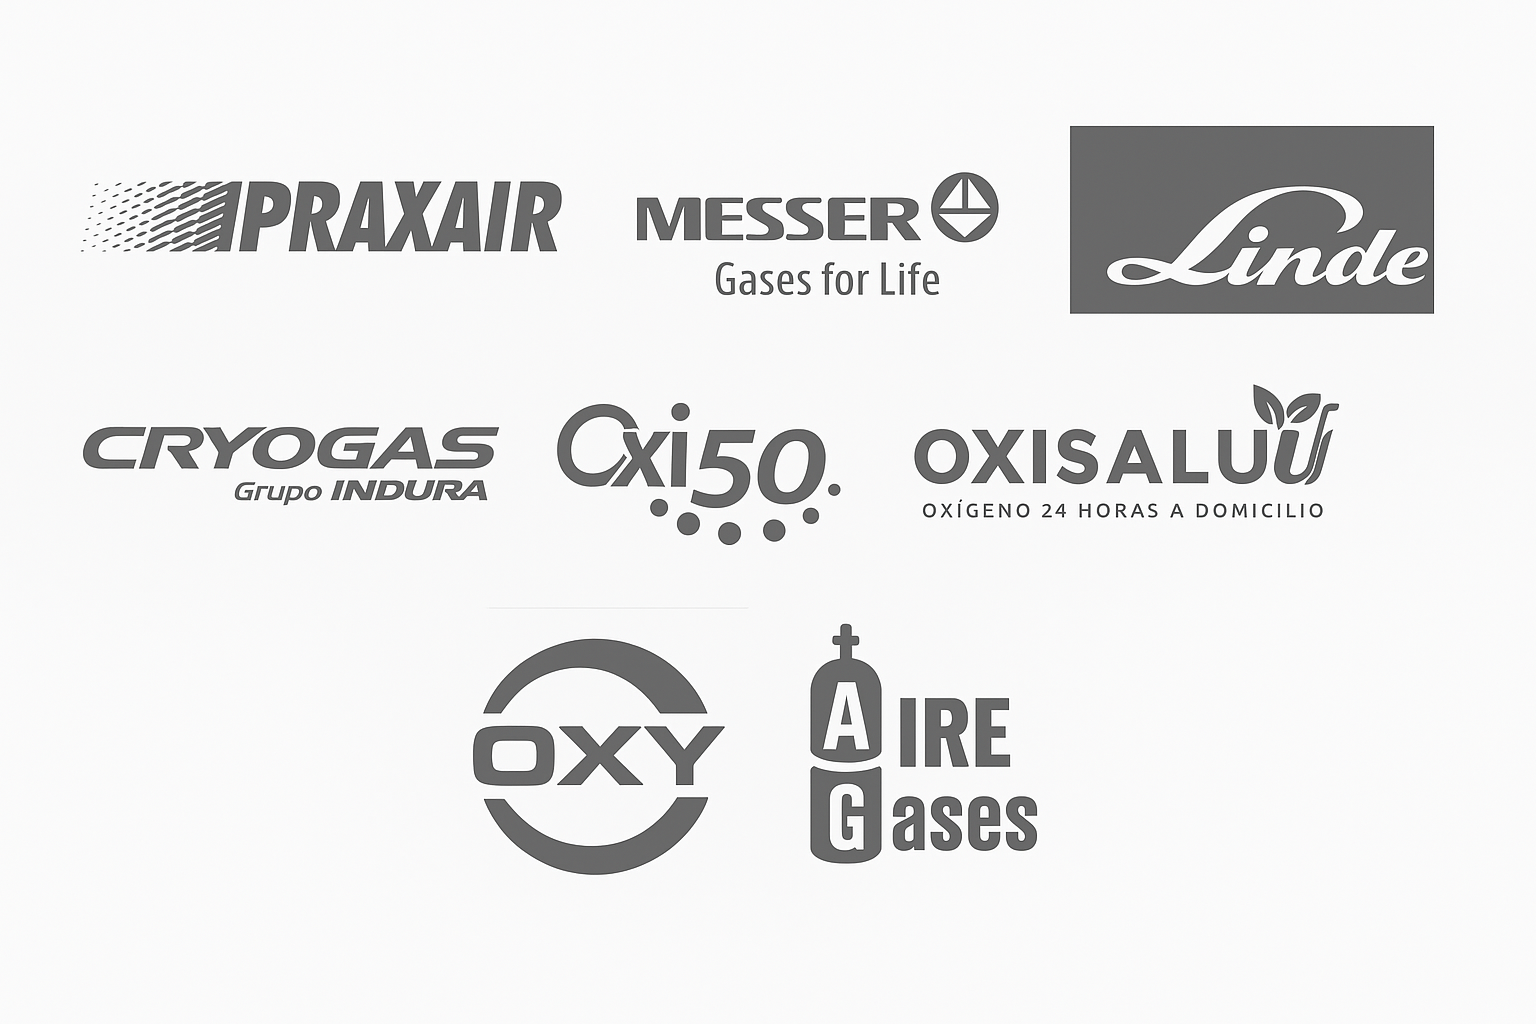 PRAXAIR
MESSER
Gases for Life
Linde
CRYOGAS
Grupo INDURA
Oxi50
OXISALUU
OXÍGENO 24 HORAS A DOMICILIO
OXY
AIRE
Gases